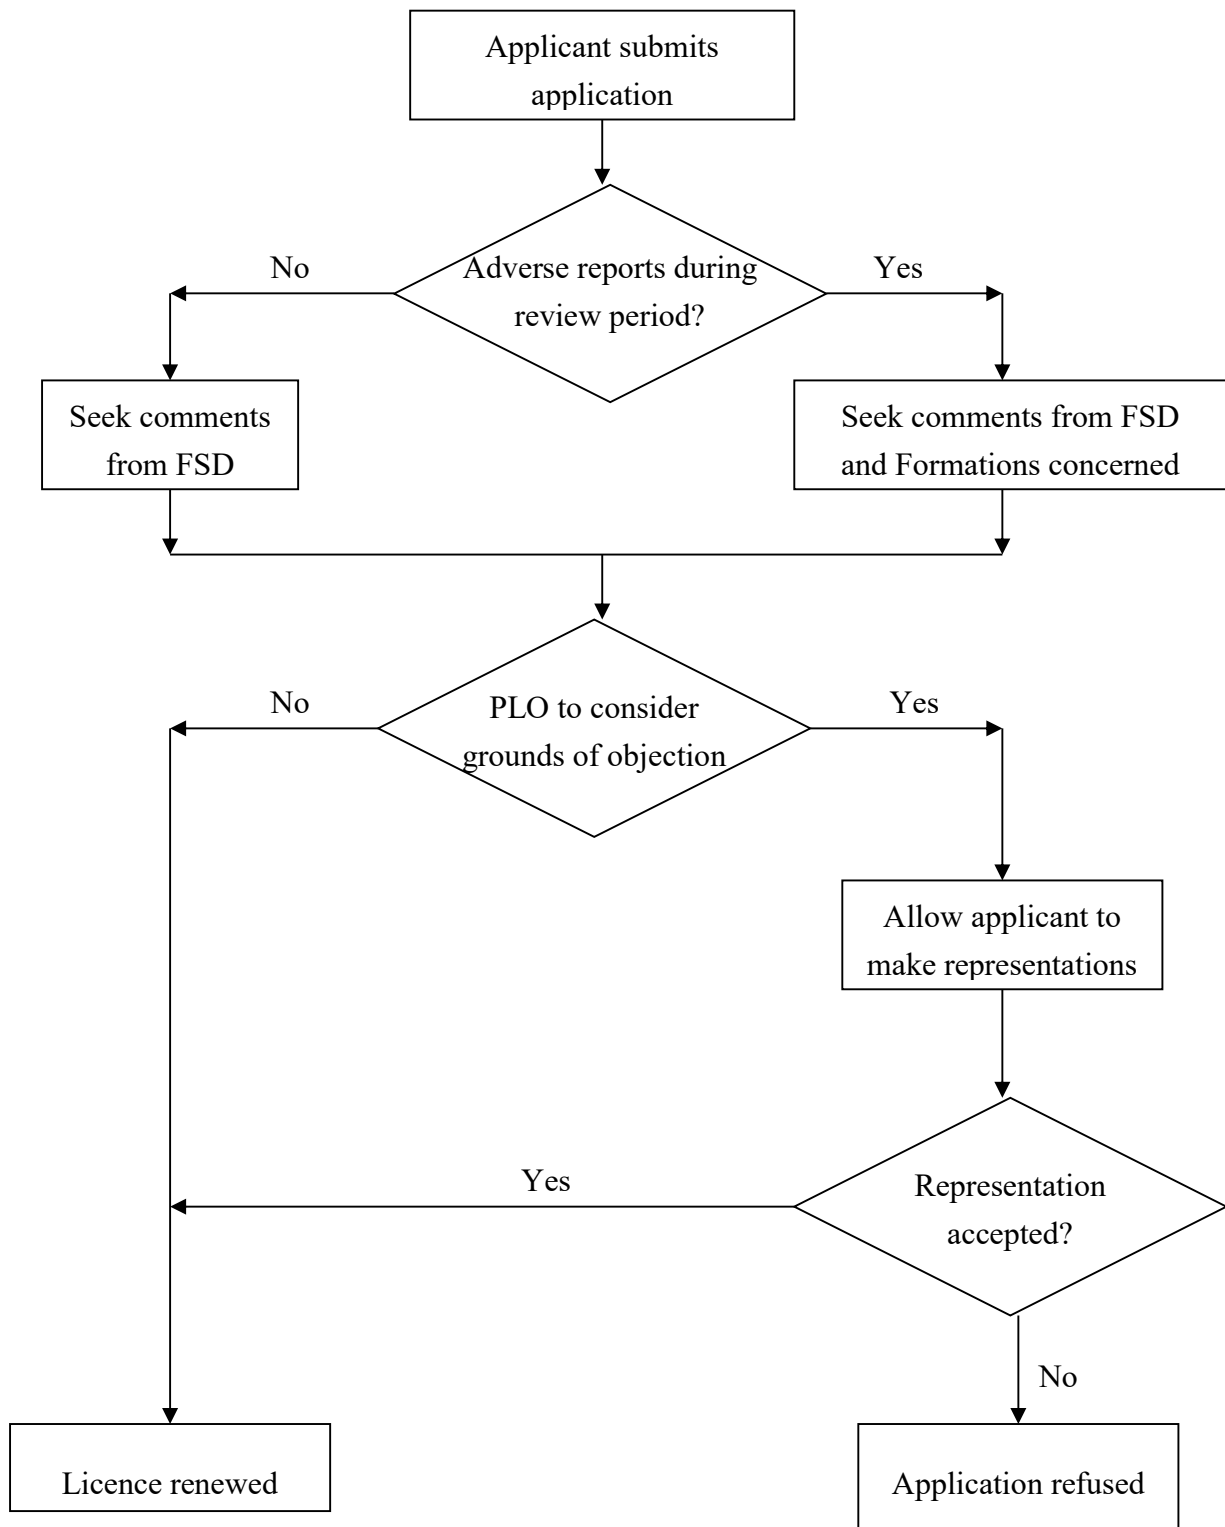 Applicant submits
application
No
Yes
Adverse reports during
review period?
Seek comments
from FSD
Seek comments from FSD
and Formations concerned
No
Yes
PLO to consider
grounds of objection
Allow applicant to
make representations
Yes
Representation
accepted?
No
Licence renewed
Application refused